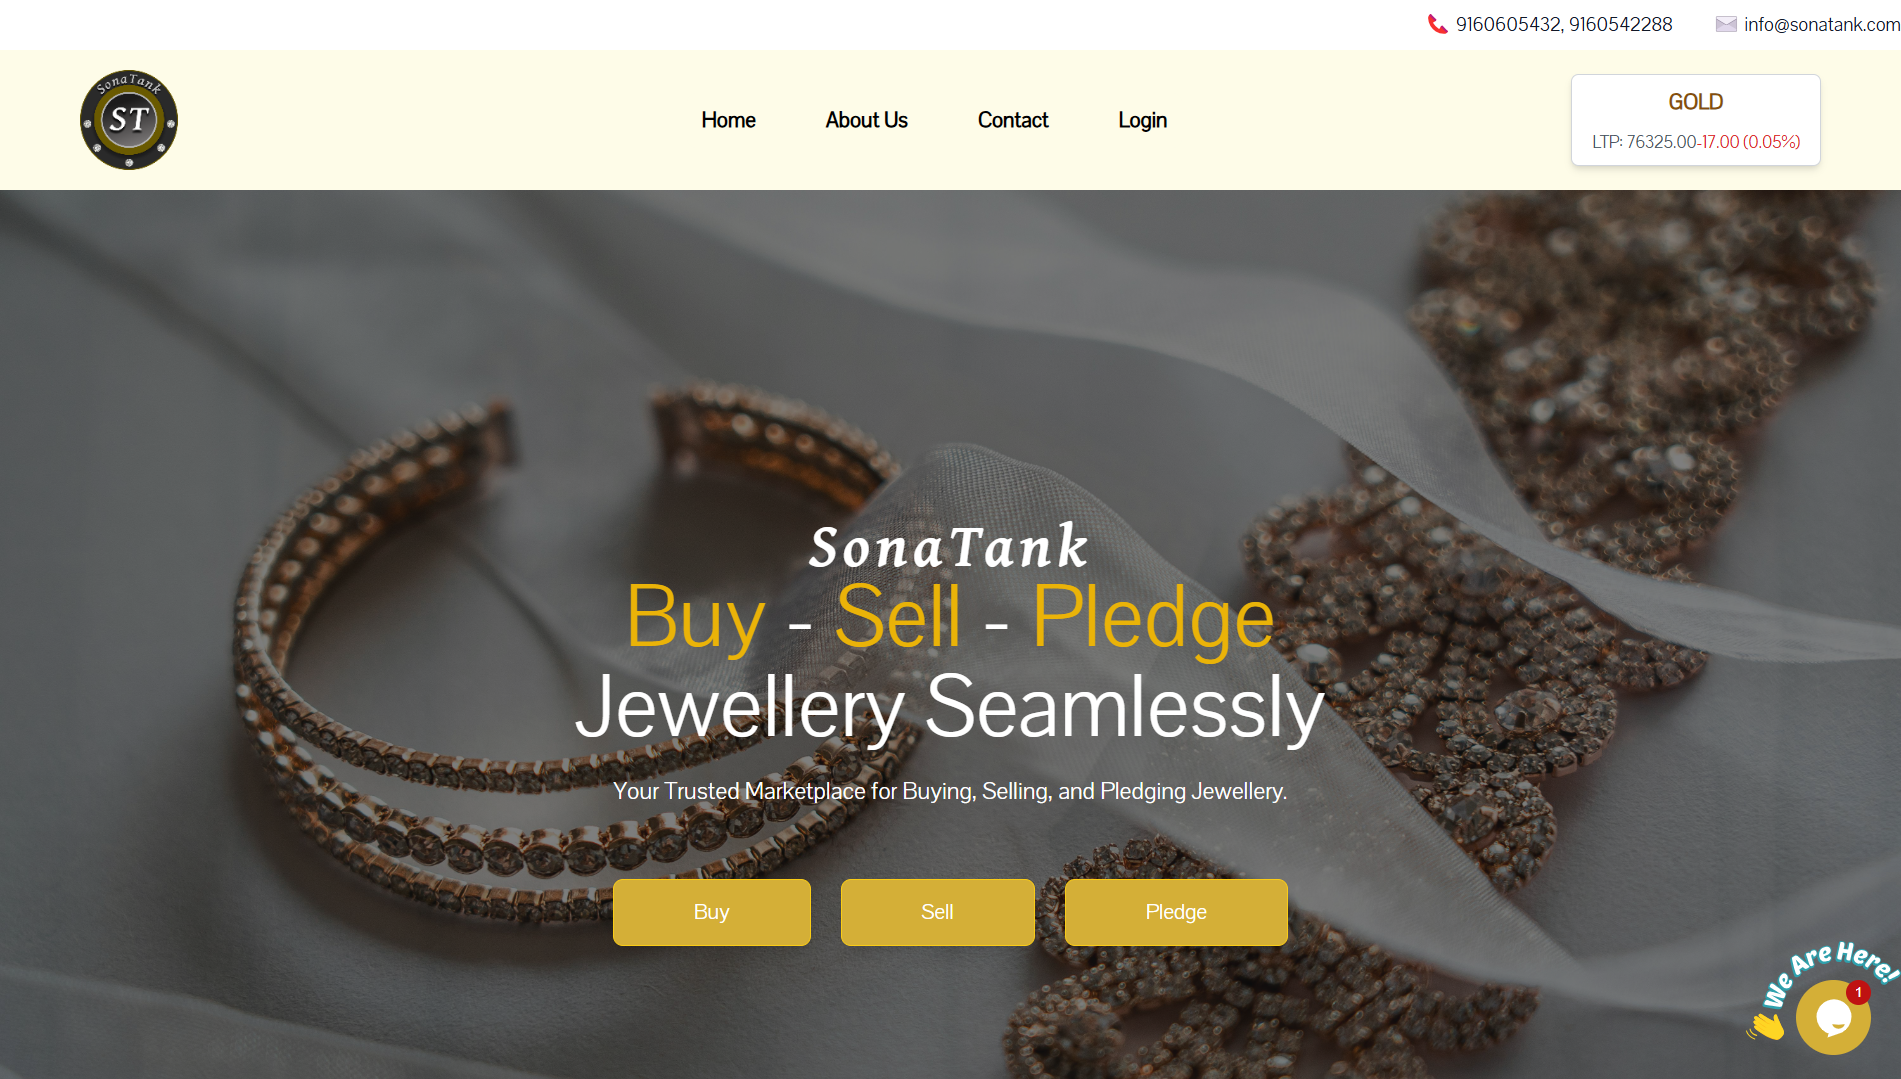 9160605432, 9160542288
info@sonatank.com
SonaTank
ST
Home
About Us
Contact
Login
GOLD
LTP: 76325.00-17.00 (0.05%)
SonaTank
Buy - Sell - Pledge
Jewellery Seamlessly
Your Trusted Marketplace for Buying, Selling, and Pledging Jewellery.
Buy
Sell
Pledge
We Are Here!
1